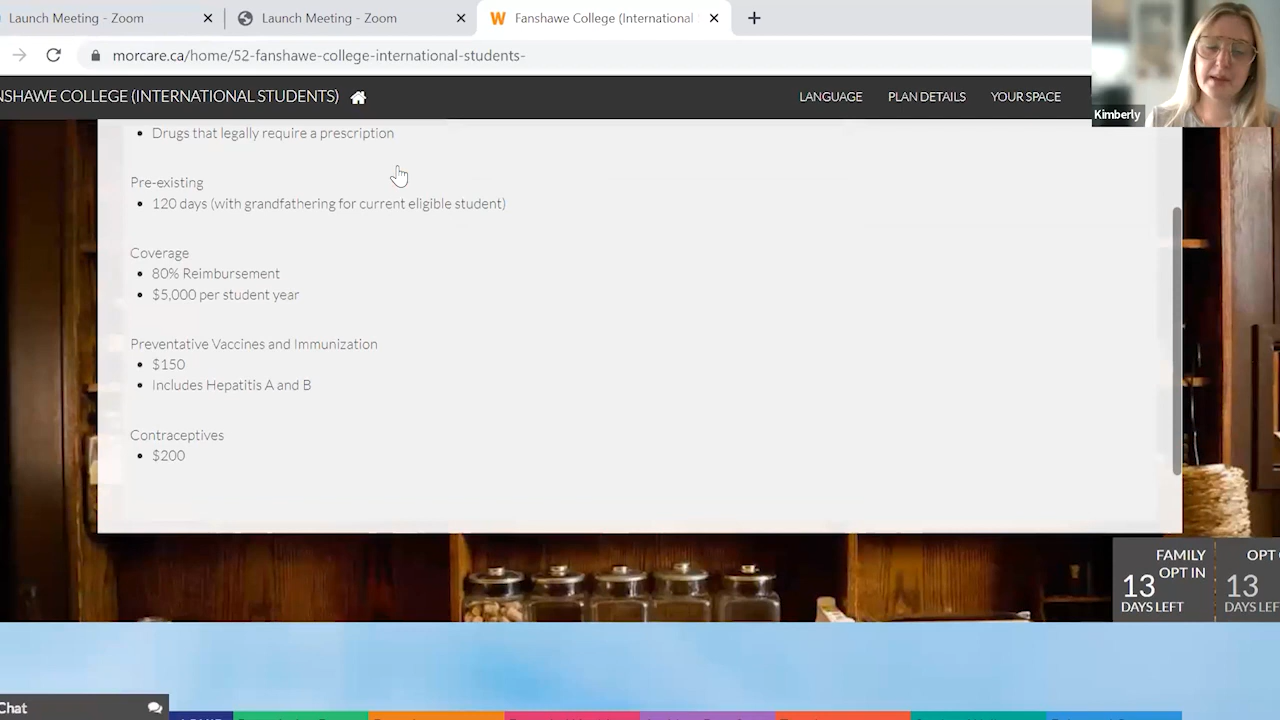 Launch Meeting - Zoom
Launch Meeting - Zoom
Fanshawe College (International
morcare.ca/home/52-fanshawe-college-international-students-
NSHAWE COLLEGE (INTERNATIONAL STUDENTS)
LANGUAGE
PLAN DETAILS
YOUR SPACE
Kimberly
Drugs that legally require a prescription
Pre-existing
120 days (with grandfathering for current eligible student)
Coverage
80% Reimbursement
$5,000 per student year
Preventative Vaccines and Immunization
$150
Includes Hepatitis A and B
Contraceptives
$200
FAMILY
OPT IN
13
DAYS LEFT
OPT
13
DAYS LEF
Chat